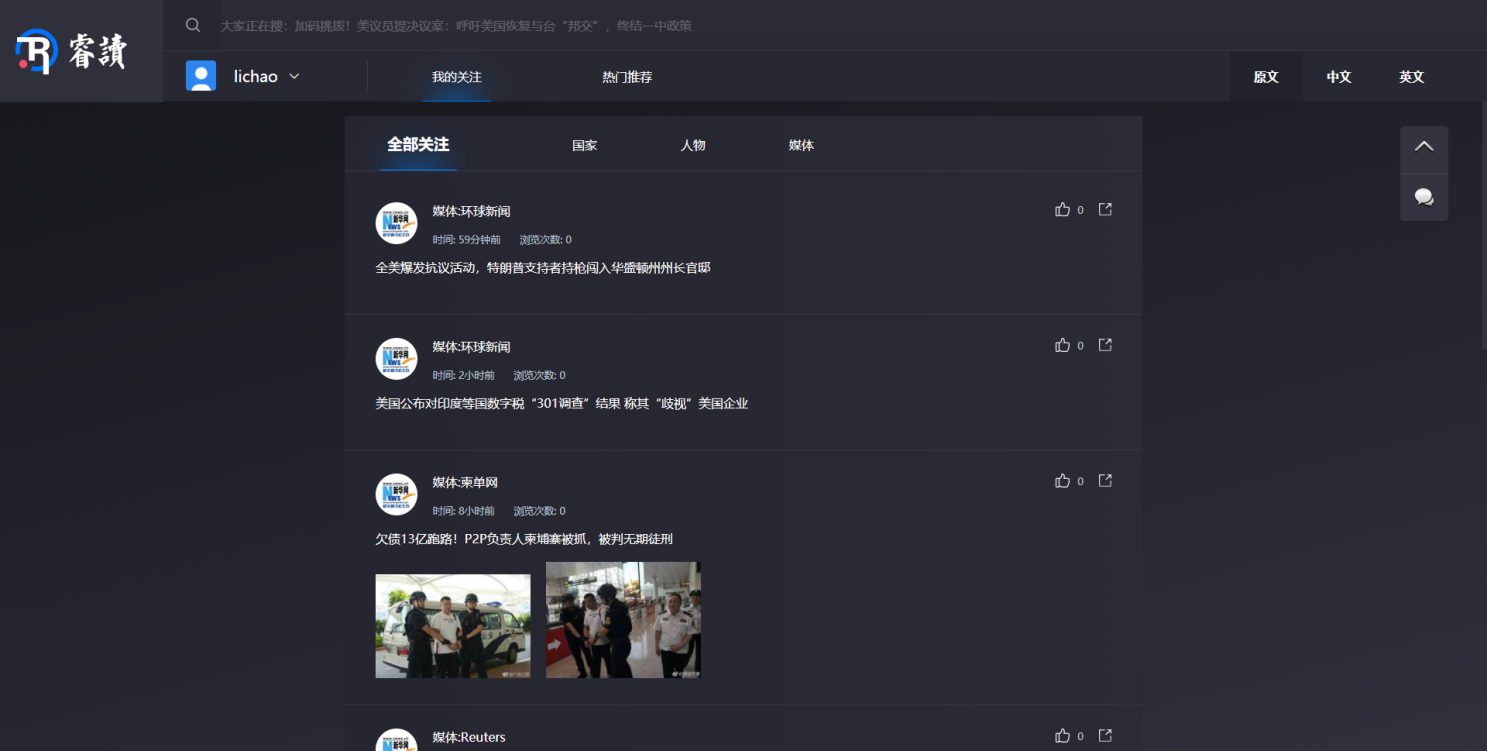 大家正在搜：加码挑拨！美议员提决议案：呼吁美国恢复与台“邦交”，终结一中政策
睿讀
lichao
我的关注
热门推荐
原文
中文
英文
全部关注
国家
人物
媒体
媒体:环球新闻
0
时间: 59分钟前 浏览次数: 0
全美爆发抗议活动，特朗普支持者持枪闯入华盛顿州州长官邸
媒体:环球新闻
0
时间: 2小时前 浏览次数: 0
美国公布对印度等国数字税“301调查”结果 称其“歧视”美国企业
媒体:柬单网
0
时间: 8小时前 浏览次数: 0
欠债13亿跑路！P2P负责人柬埔寨被抓，被判无期徒刑
媒体:Reuters
0